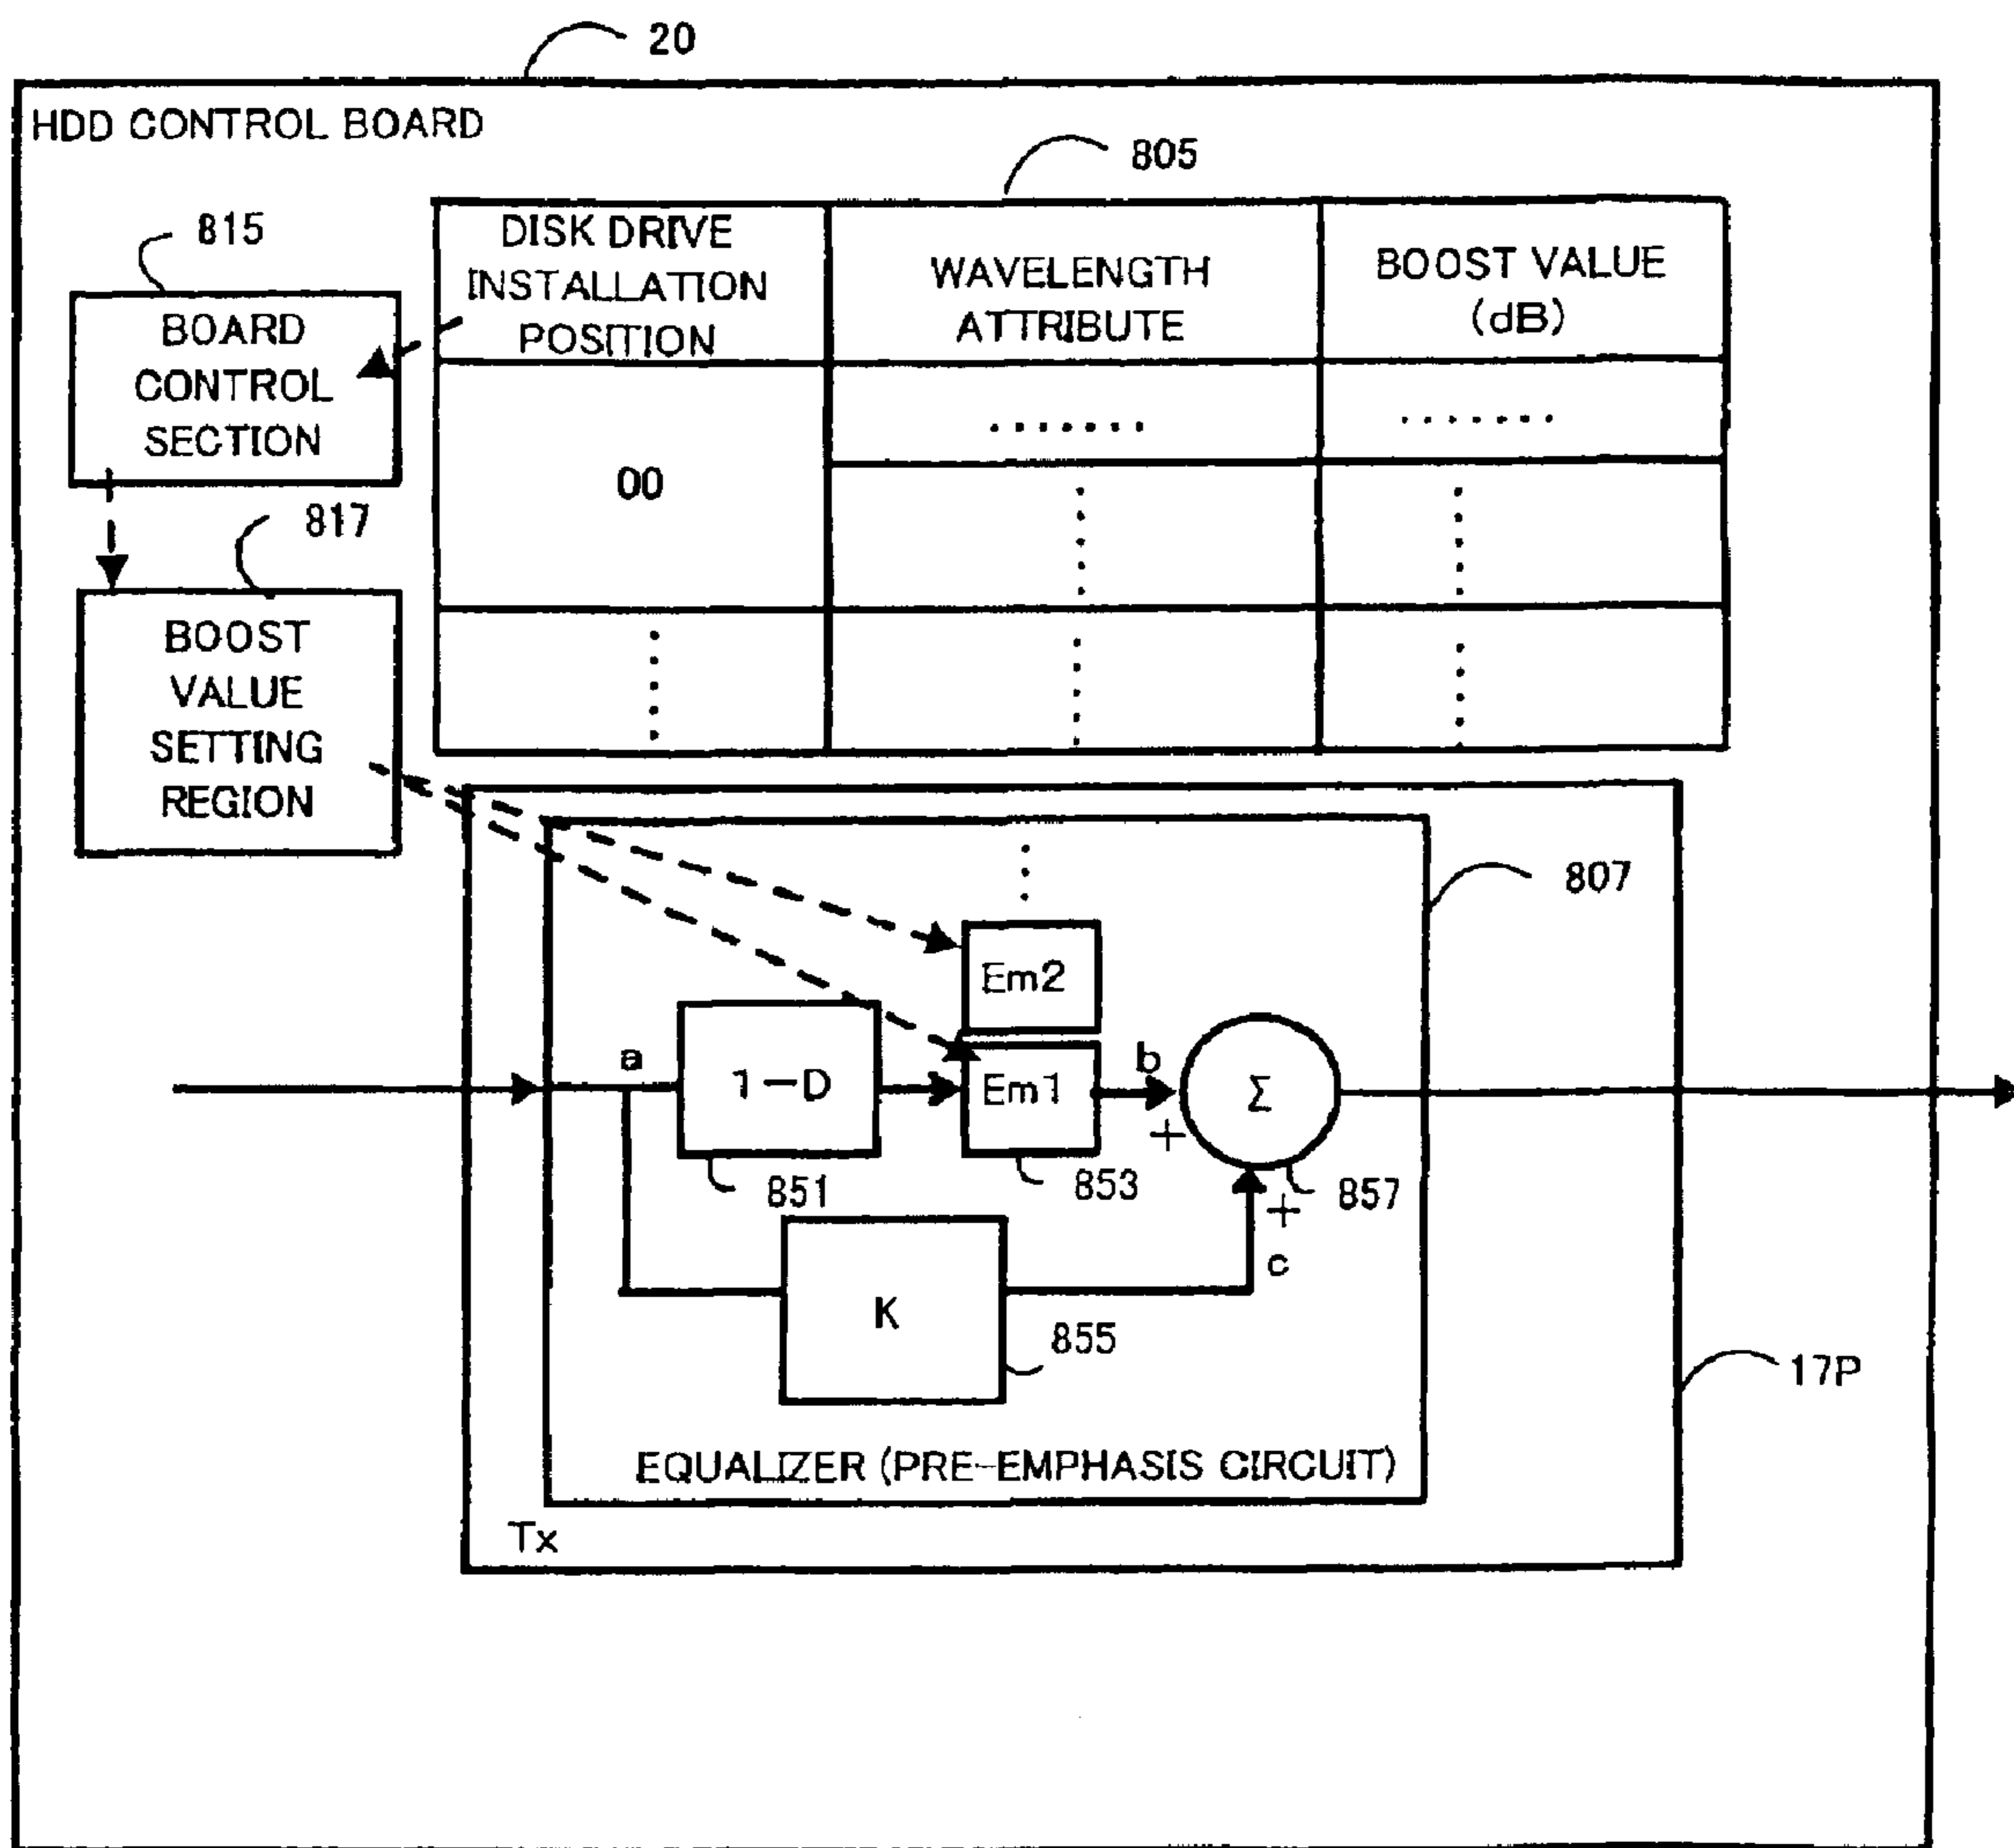 20
HDD CONTROL BOARD
805
815
DISK DRIVE
INSTALLATION
POSITION
WAVELENGTH
ATTRIBUTE
BOOST VALUE
(dB)
BOARD
CONTROL
SECTION
.......
.......
00
817
BOOST
VALUE
SETTING
REGION
807
Em2
a
1-D
Em1
b
Σ
+
851
853
+
857
c
K
855
17P
EQUALIZER (PRE-EMPHASIS CIRCUIT)
Tx